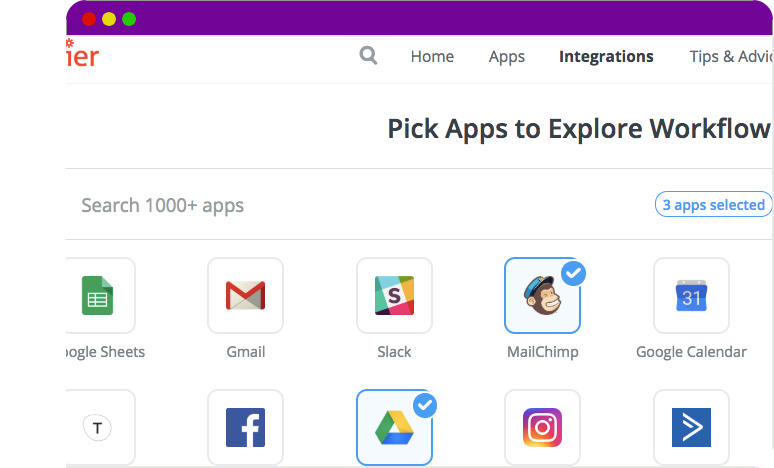 ier
Home Apps Integrations Tips & Advic
Pick Apps to Explore Workflow
Search 1000+ apps
3 apps selected
S
31
oogle Sheets Gmail Slack MailChimp Google Calendar
T